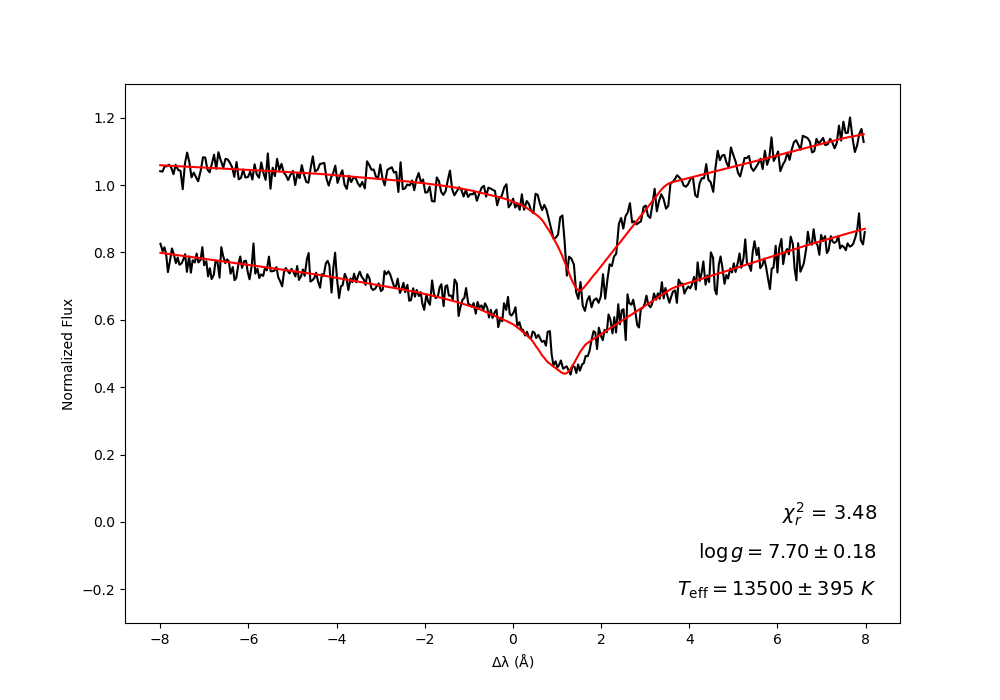 1.2
1.0
0.8
0.6
0.4
0.2
0.0
−0.2
Normalized Flux
χ²ᵣ = 3.48
log g = 7.70 ± 0.18
T_eff = 13500 ± 395 K
−8 −6 −4 −2 0 2 4 6 8
Δλ (Å)